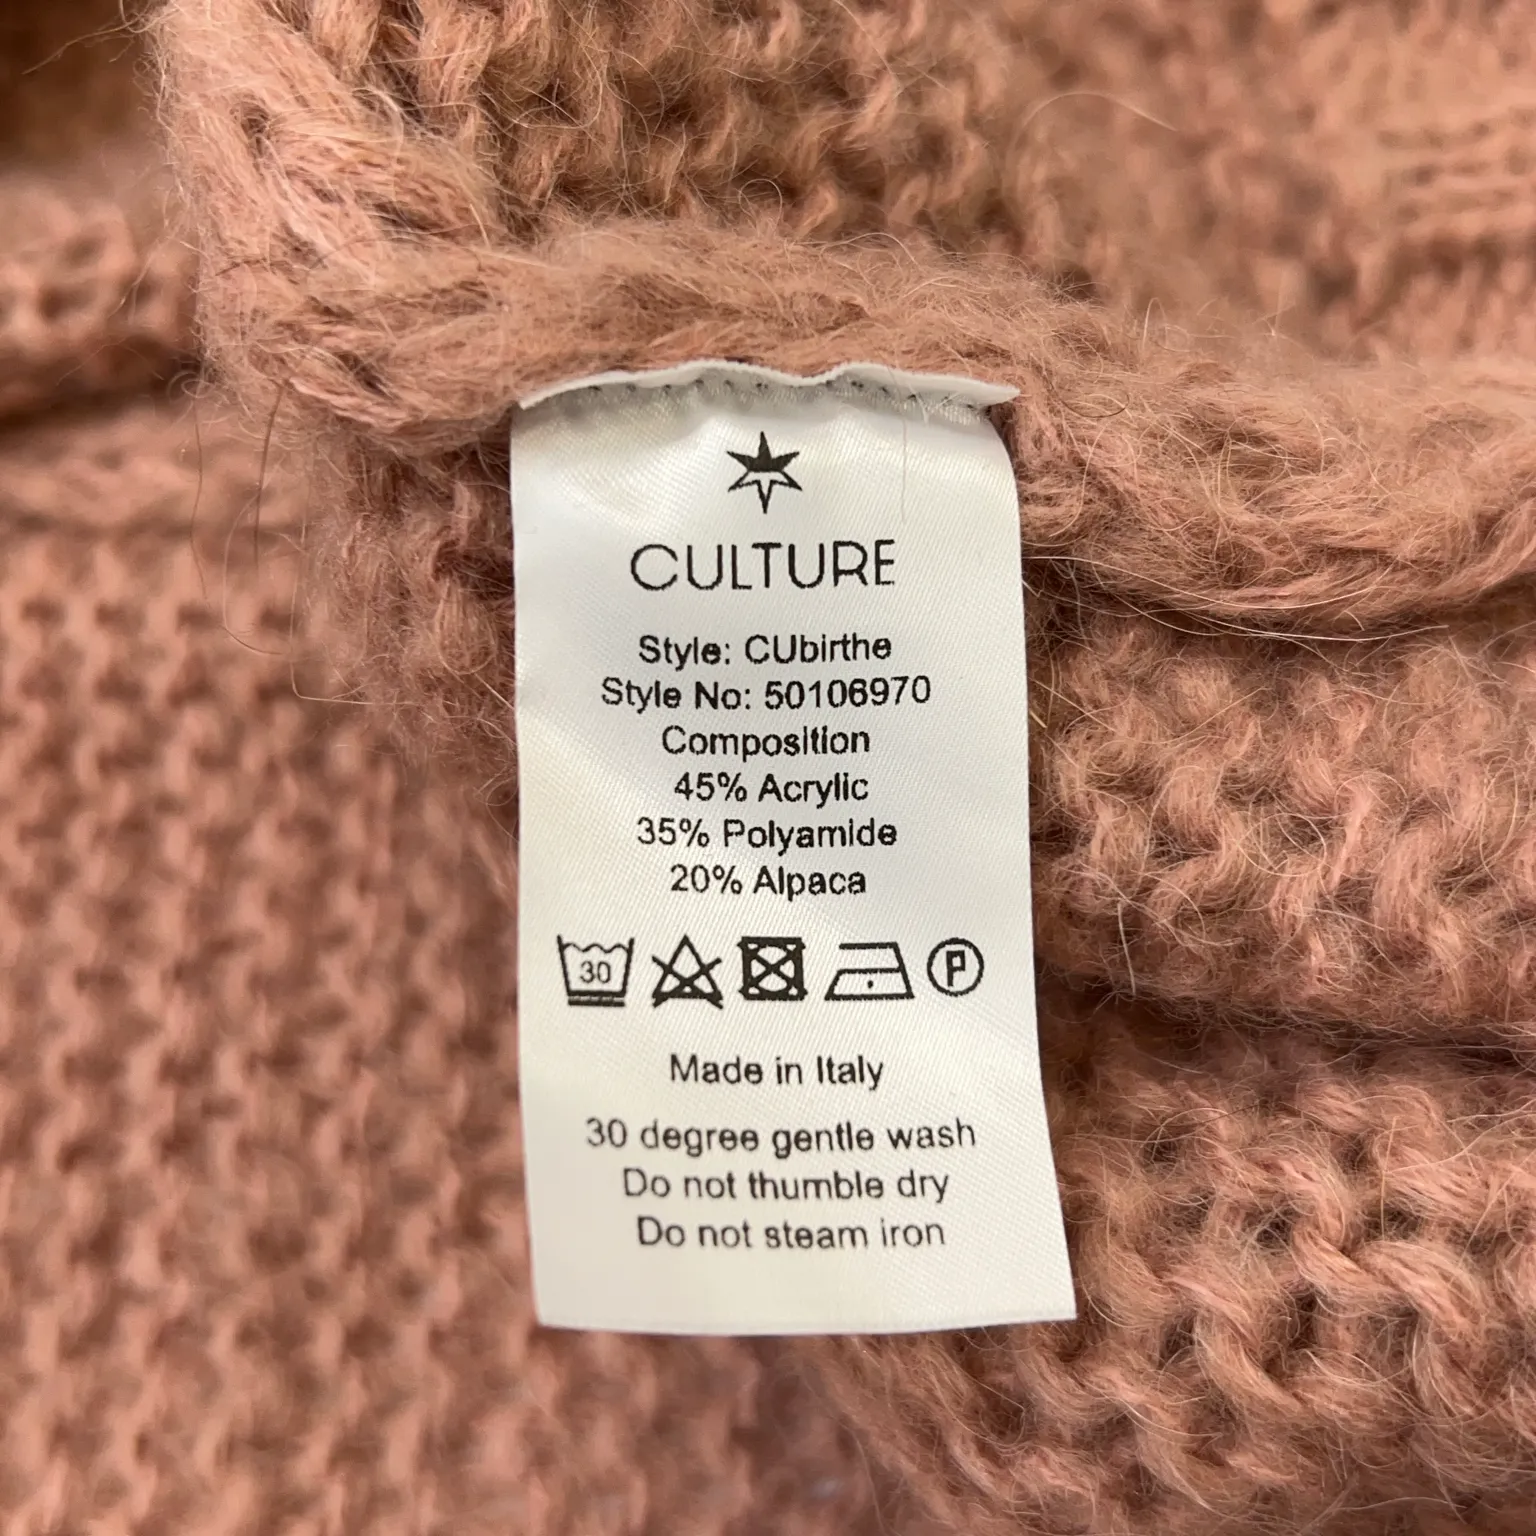 CULTURE
Style: CUbirthe
Style No: 50106970
Composition
45% Acrylic
35% Polyamide
20% Alpaca
30 P
Made in Italy
30 degree gentle wash
Do not thumble dry
Do not steam iron